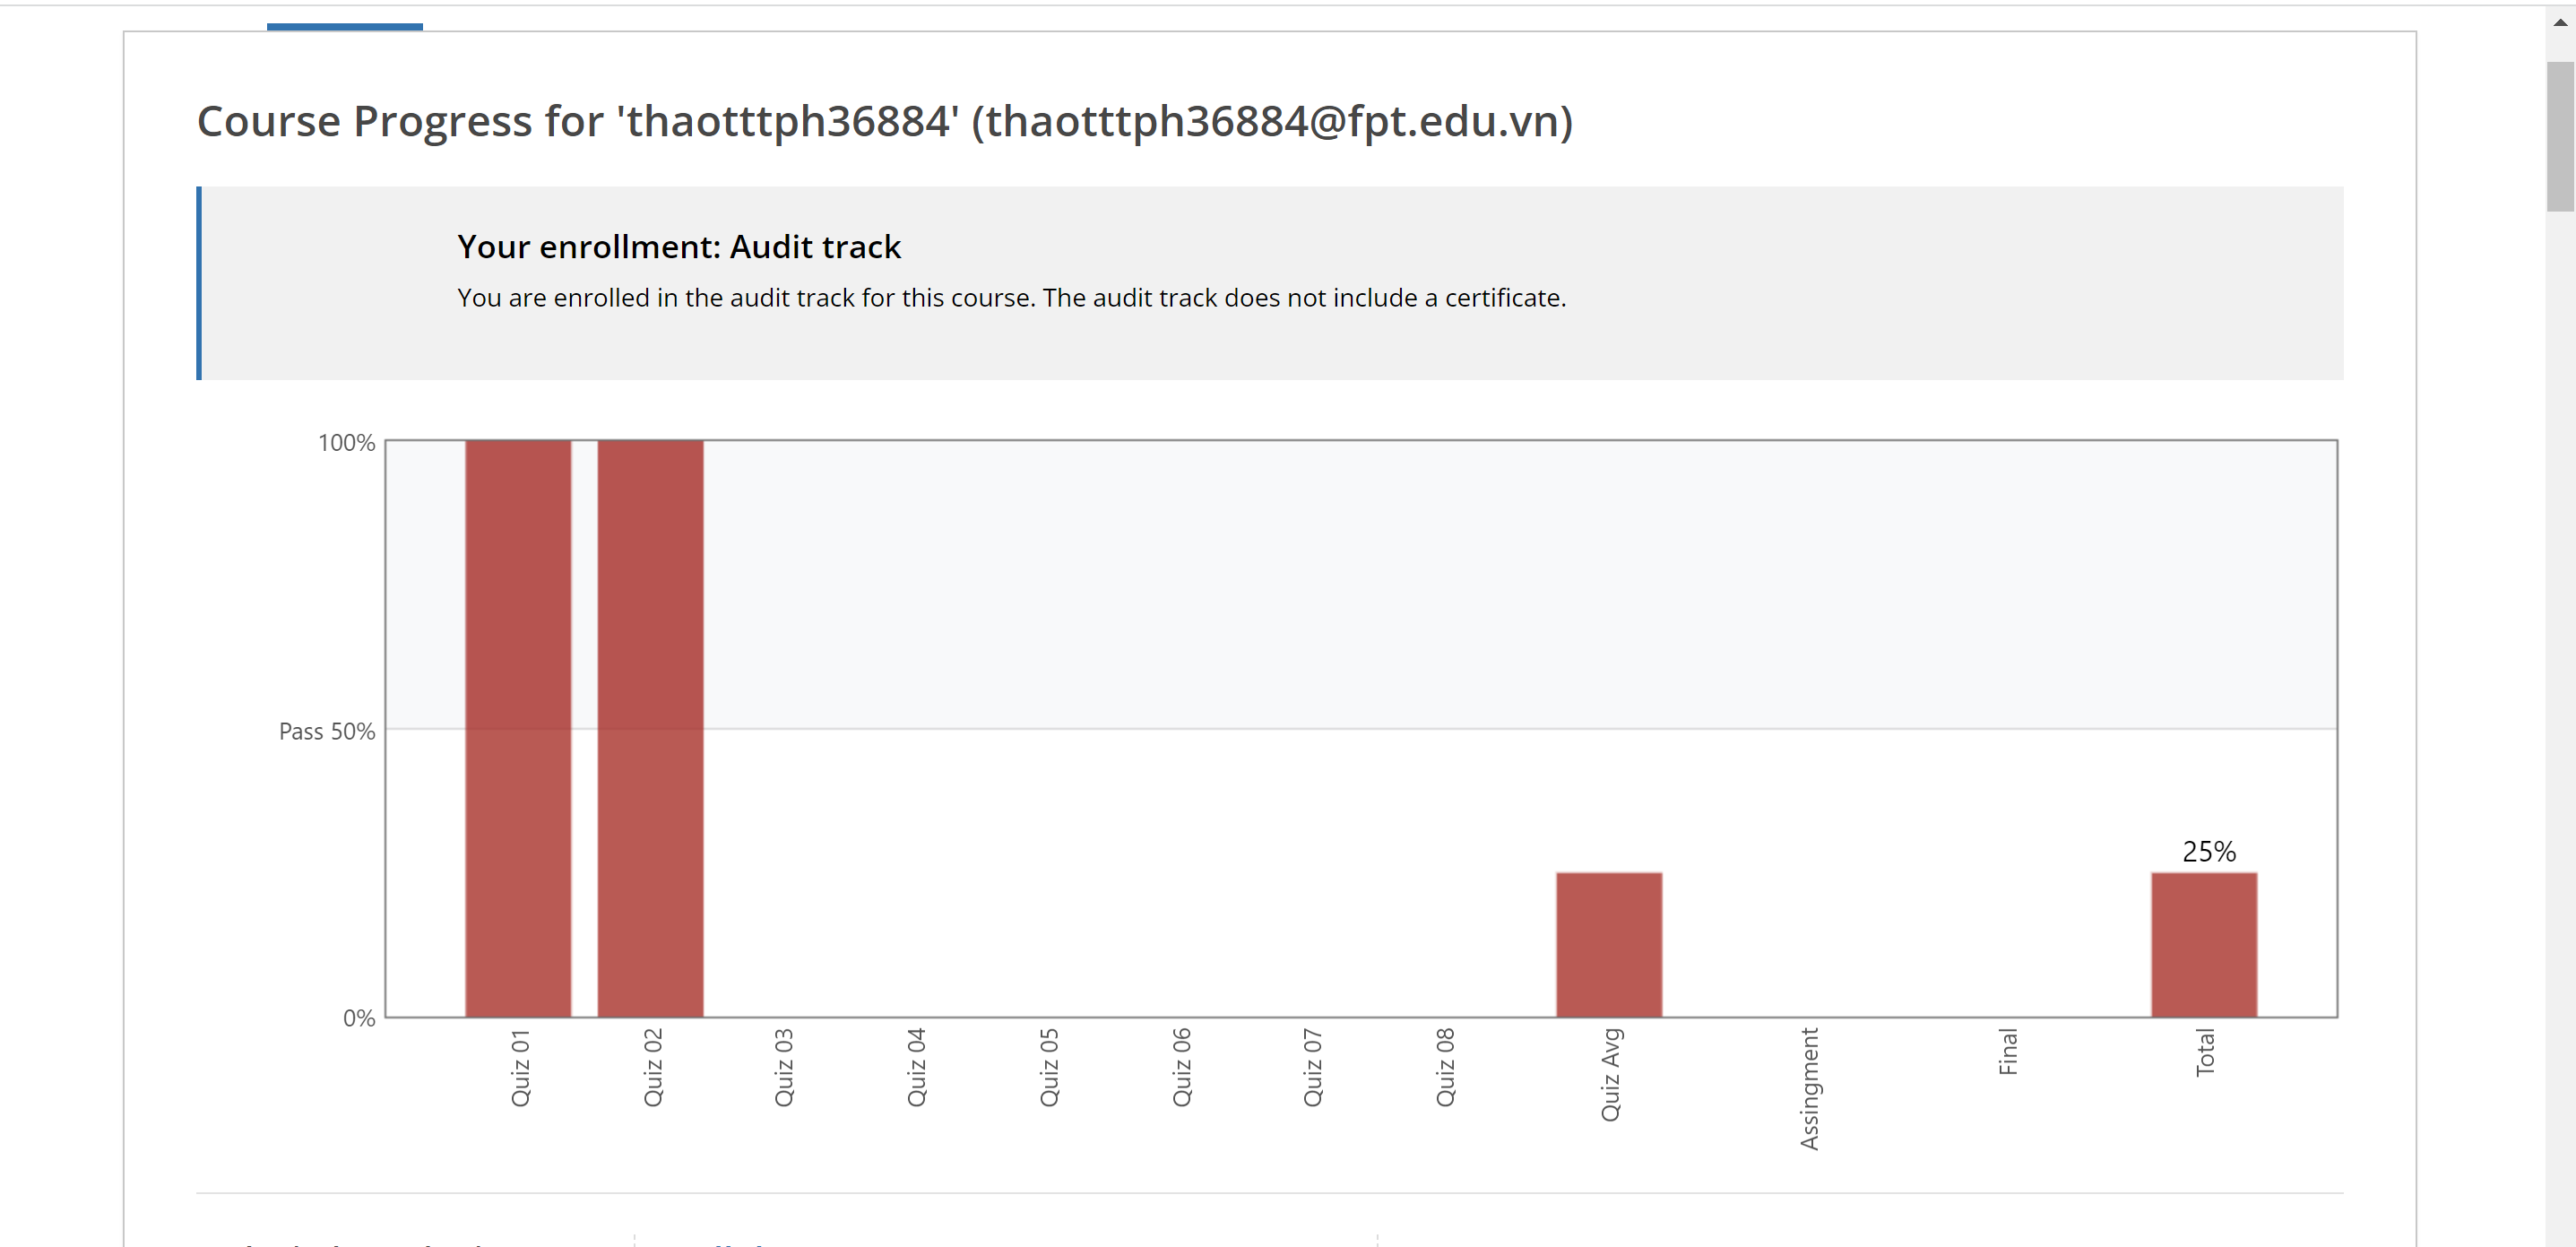 Course Progress for 'thaotttph36884' (thaotttph36884@fpt.edu.vn)
Your enrollment: Audit track
You are enrolled in the audit track for this course. The audit track does not include a certificate.
100%
Pass 50%
25%
0%
Quiz 01
Quiz 02
Quiz 03
Quiz 04
Quiz 05
Quiz 06
Quiz 07
Quiz 08
Quiz Avg
Assingment
Final
Total